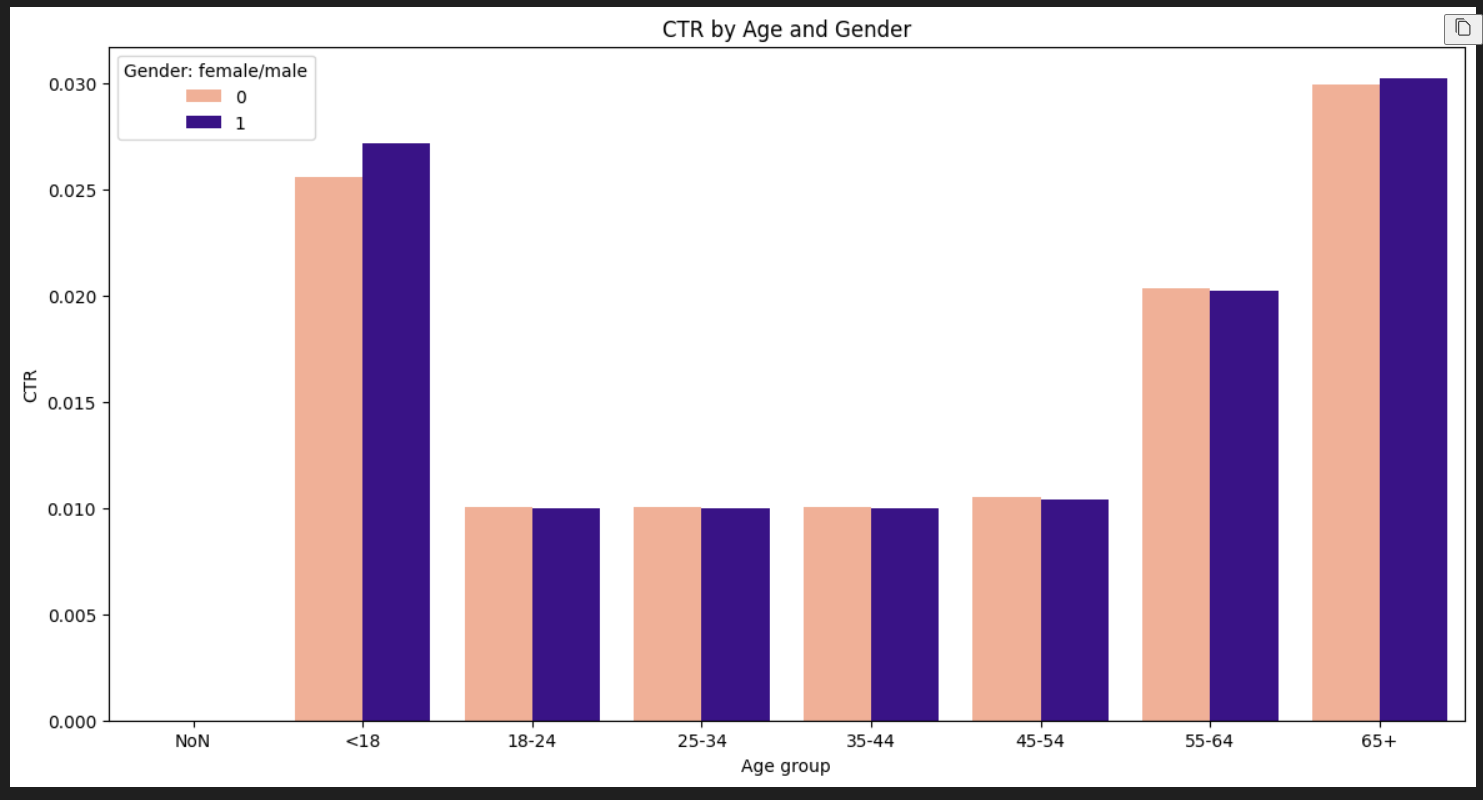 CTR by Age and Gender
Gender: female/male
0
1
CTR
0.030
0.025
0.020
0.015
0.010
0.005
0.000
NoN <18 18-24 25-34 35-44 45-54 55-64 65+
Age group